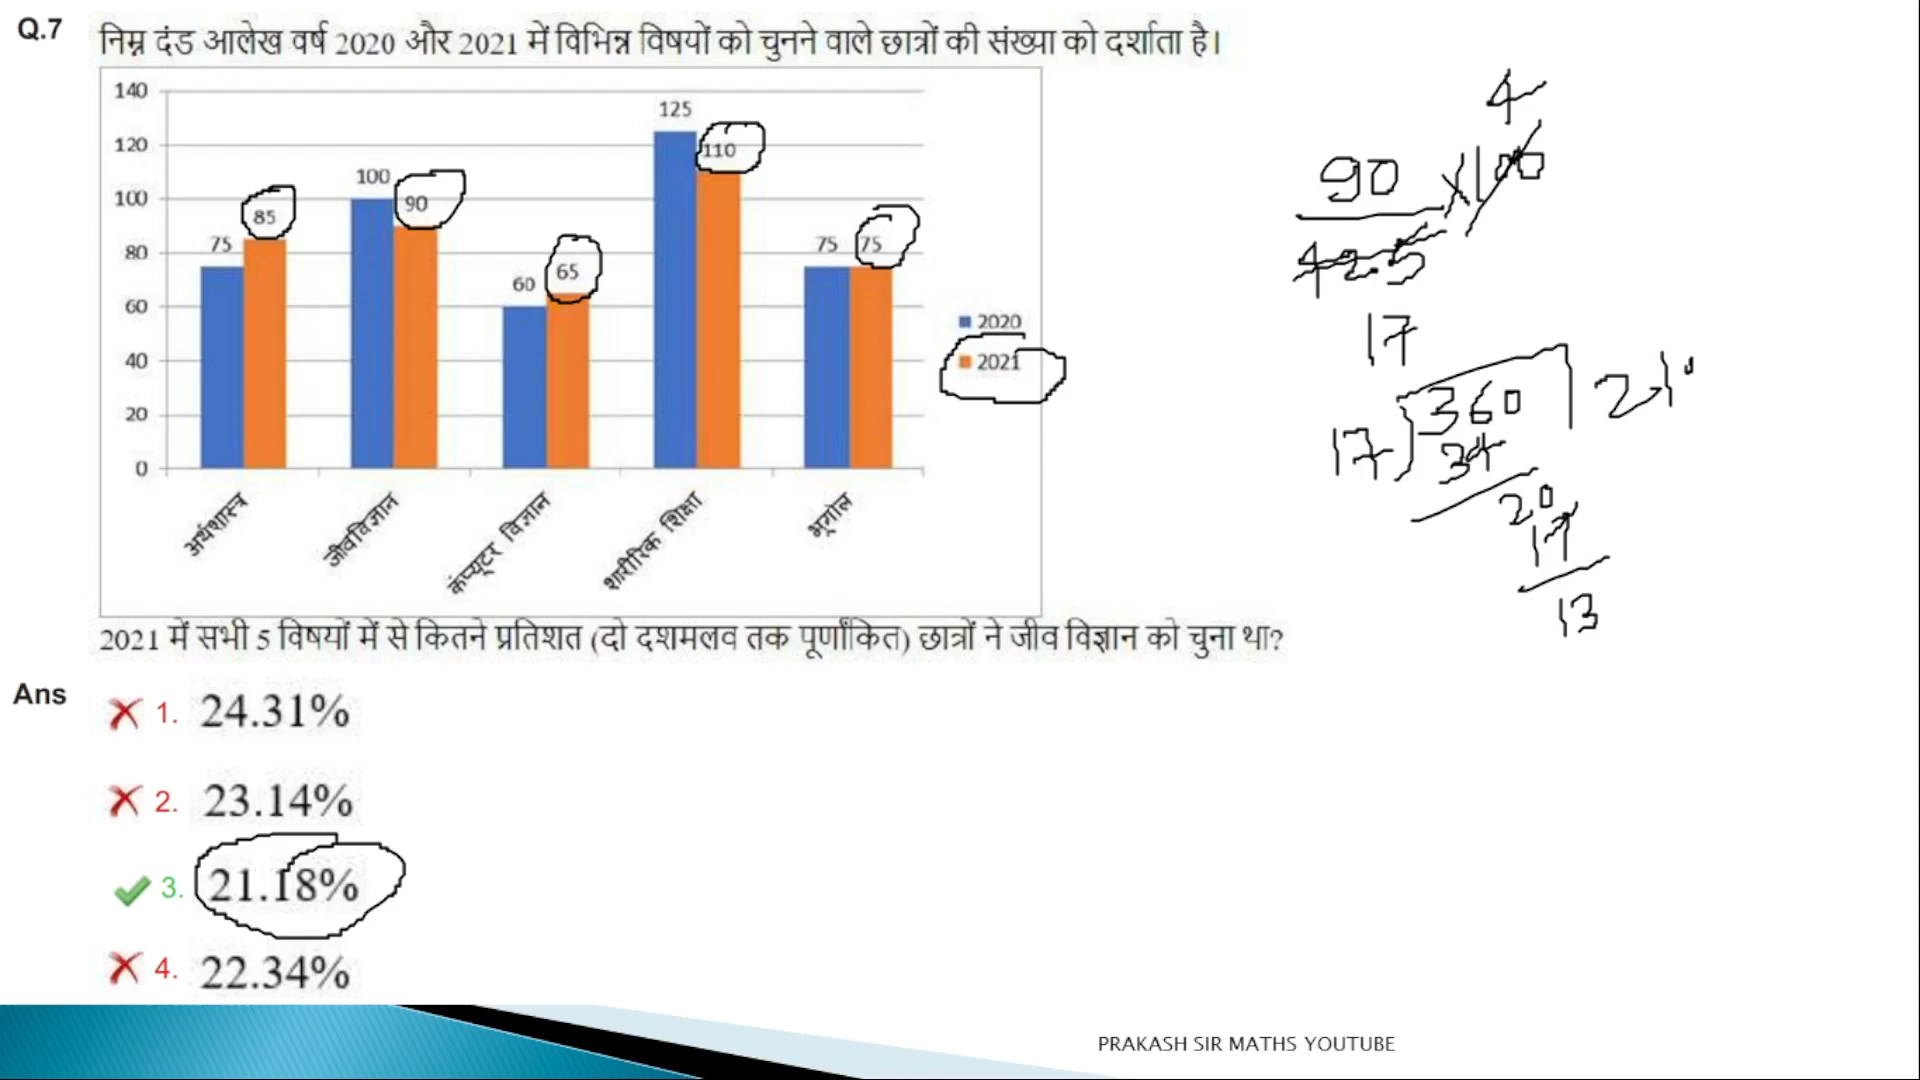 Q.7 निम्न दंड आलेख वर्ष 2020 और 2021 में विभिन्न विषयों को चुनने वाले छात्रों की संख्या को दर्शाता है।
140
120
100
80
60
40
20
0
75 85
100 90
60 65
125 110
75 75
2020
2021
अर्थशास्त्र
जीवविज्ञान
कंप्यूटर विज्ञान
शारीरिक शिक्षा
भूगोल
4
90 x100
425
17
17 360 21.1
34
20
17
13
2021 में सभी 5 विषयों में से कितने प्रतिशत (दो दशमलव तक पूर्णांकित) छात्रों ने जीव विज्ञान को चुना था?
Ans
1. 24.31%
2. 23.14%
3. 21.18%
4. 22.34%
PRAKASH SIR MATHS YOUTUBE